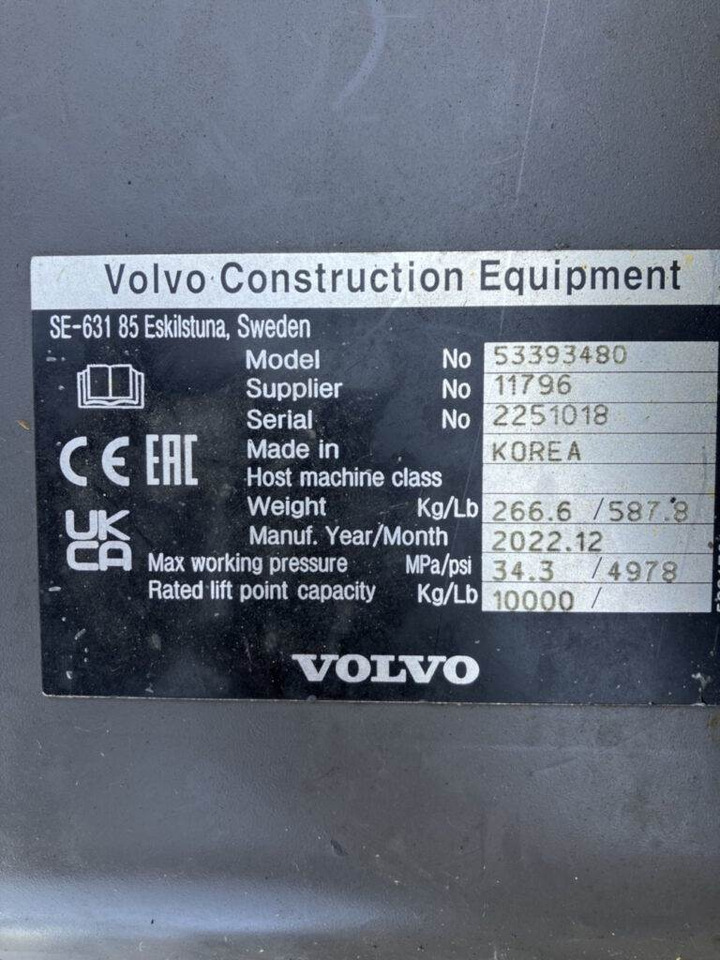 Volvo Construction Equipment
SE-631 85 Eskilstuna, Sweden
Model No 53393480
Supplier No 11796
Serial No 2251018
Made in KOREA
Host machine class
Weight Kg/Lb 266.6 /587.8
Manuf. Year/Month 2022.12
Max working pressure MPa/psi 34.3 /4978
Rated lift point capacity Kg/Lb 10000 /
CE EAC
UK
CA
VOLVO